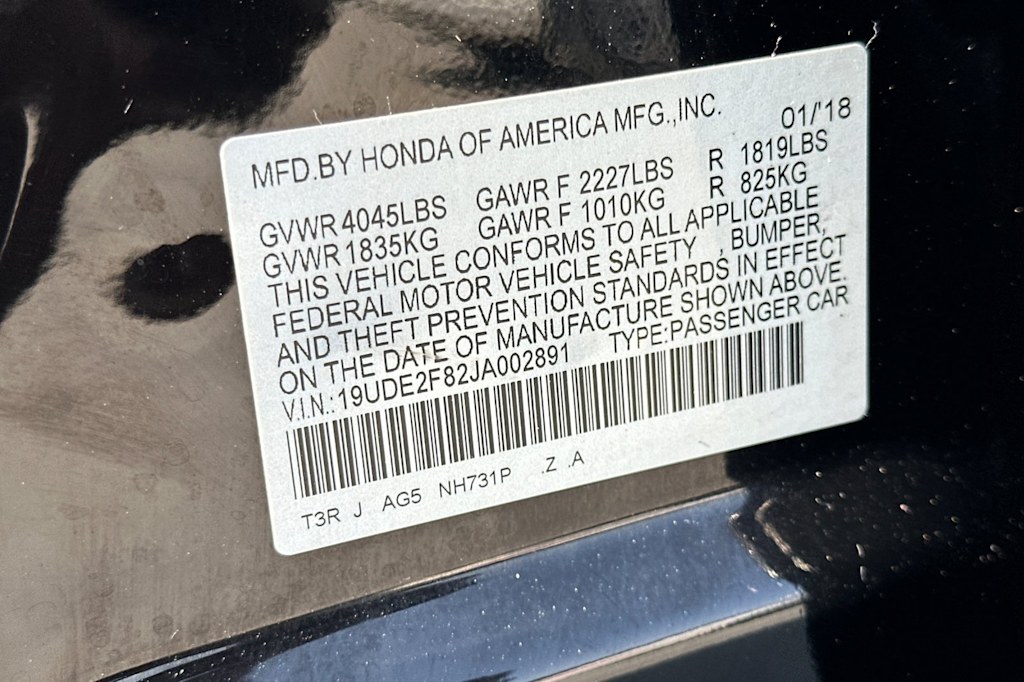 MFD.BY HONDA OF AMERICA MFG.,INC. 01/'18
GVWR 4045LBS GAWR F 2227LBS R 1819LBS
GVWR 1835KG GAWR F 1010KG R 825KG
THIS VEHICLE CONFORMS TO ALL APPLICABLE
FEDERAL MOTOR VEHICLE SAFETY , BUMPER,
AND THEFT PREVENTION STANDARDS IN EFFECT
ON THE DATE OF MANUFACTURE SHOWN ABOVE.
V.I.N.:19UDE2F82JA002891 TYPE:PASSENGER CAR
T3R J AG5 NH731P .Z .A